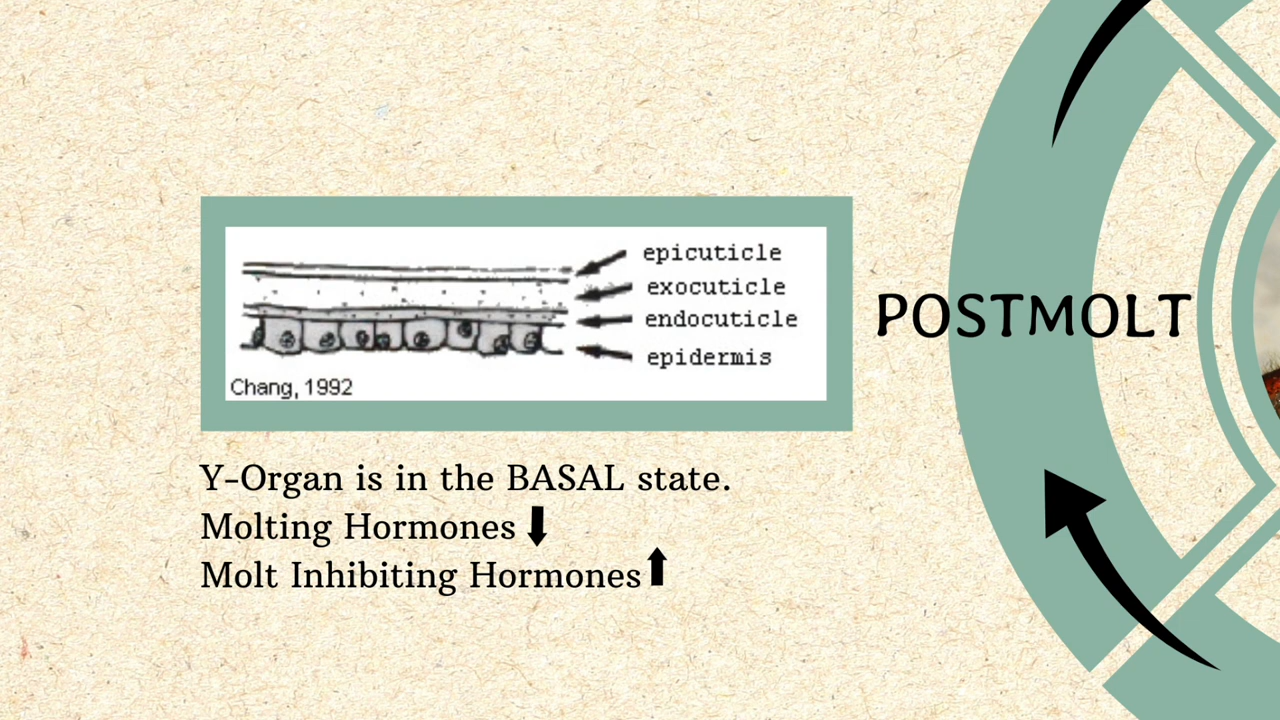 epicuticle
exocuticle
endocuticle
epidermis
Chang, 1992
POSTMOLT
Y-Organ is in the BASAL state.
Molting Hormones
Molt Inhibiting Hormones